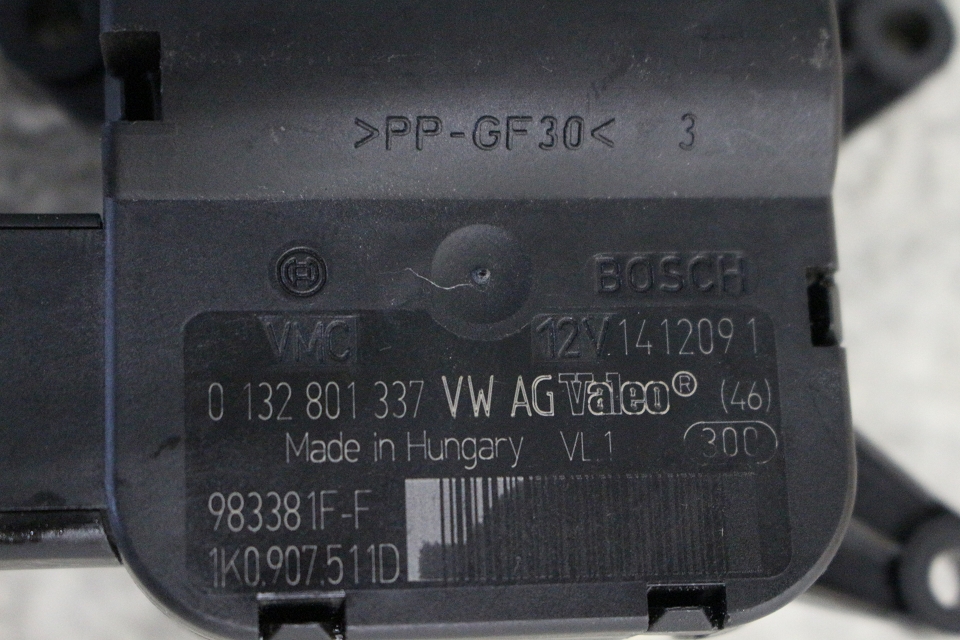 >PP-GF30< 3
BOSCH
VMC 12V 1412091
0 132 801 337 VW AG Valeo® (46)
Made in Hungary VL1 300
983381F-F
1K0.907.511D